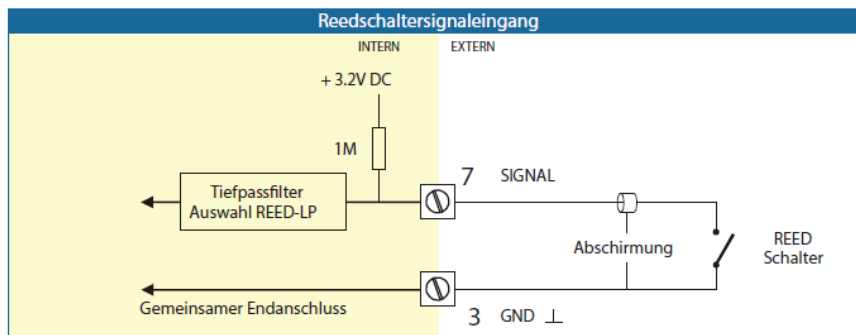 Reedschaltersignaleingang
INTERN
EXTERN
+ 3.2V DC
1M
7 SIGNAL
Tiefpassfilter
Auswahl REED-LP
Abschirmung
REED
Schalter
Gemeinsamer Endanschluss
3 GND ⊥